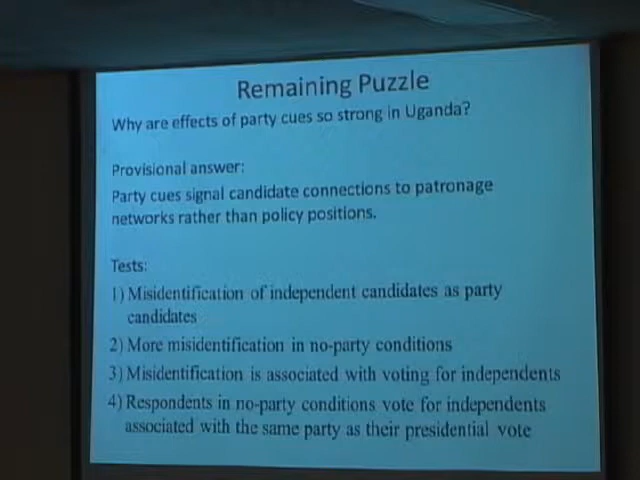 Remaining Puzzle
Why are effects of party cues so strong in Uganda?
Provisional answer:
Party cues signal candidate connections to patronage
networks rather than policy positions.
Tests:
1) Misidentification of independent candidates as party
candidates
2) More misidentification in no-party conditions
3) Misidentification is associated with voting for independents
4) Respondents in no-party conditions vote for independents
associated with the same party as their presidential vote